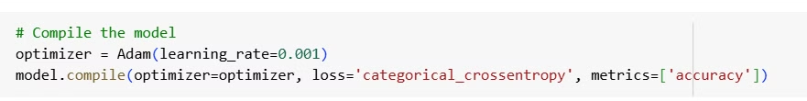 # Compile the model
optimizer = Adam(learning_rate=0.001)
model.compile(optimizer=optimizer, loss='categorical_crossentropy', metrics=['accuracy'])